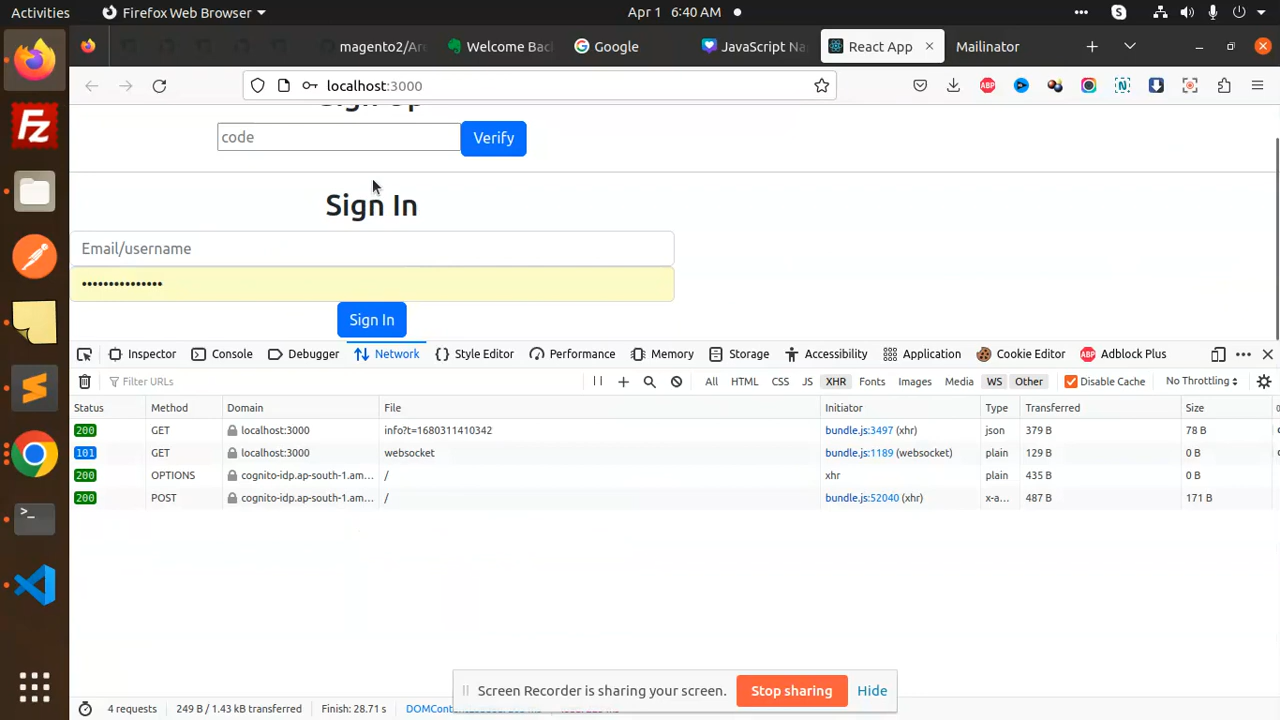 Activities Firefox Web Browser Apr 1 6:40 AM
magento2/Are Welcome Bac Google JavaScript Na React App Mailinator
localhost:3000
Sign Up
code Verify
Sign In
Email/username
•••••••••••••••
Sign In
Inspector Console Debugger Network Style Editor Performance Memory Storage Accessibility Application Cookie Editor Adblock Plus
Filter URLs All HTML CSS JS XHR Fonts Images Media WS Other Disable Cache No Throttling
Status Method Domain File Initiator Type Transferred Size
200 GET localhost:3000 info?t=1680311410342 bundle.js:3497 (xhr) json 379 B 78 B
101 GET localhost:3000 websocket bundle.js:1189 (websocket) plain 129 B 0 B
200 OPTIONS cognito-idp.ap-south-1.am... / xhr plain 435 B 0 B
200 POST cognito-idp.ap-south-1.am... / bundle.js:52040 (xhr) x-a... 487 B 171 B
Screen Recorder is sharing your screen. Stop sharing Hide
4 requests 249 B / 1.43 kB transferred Finish: 28.71 s